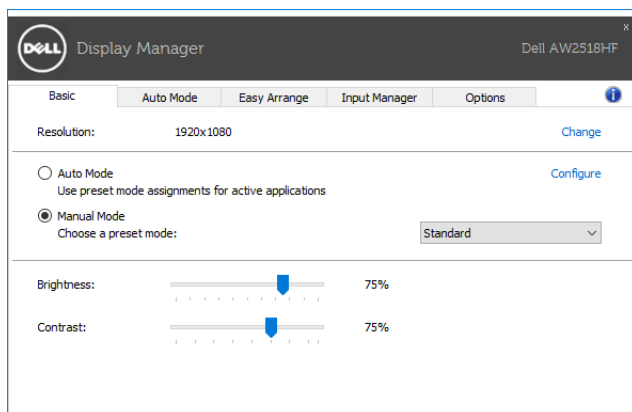 x
DELL Display Manager Dell AW2518HF
Basic Auto Mode Easy Arrange Input Manager Options i
Resolution: 1920x1080 Change
Auto Mode Configure
Use preset mode assignments for active applications
Manual Mode
Choose a preset mode: Standard
Brightness: 75%
Contrast: 75%